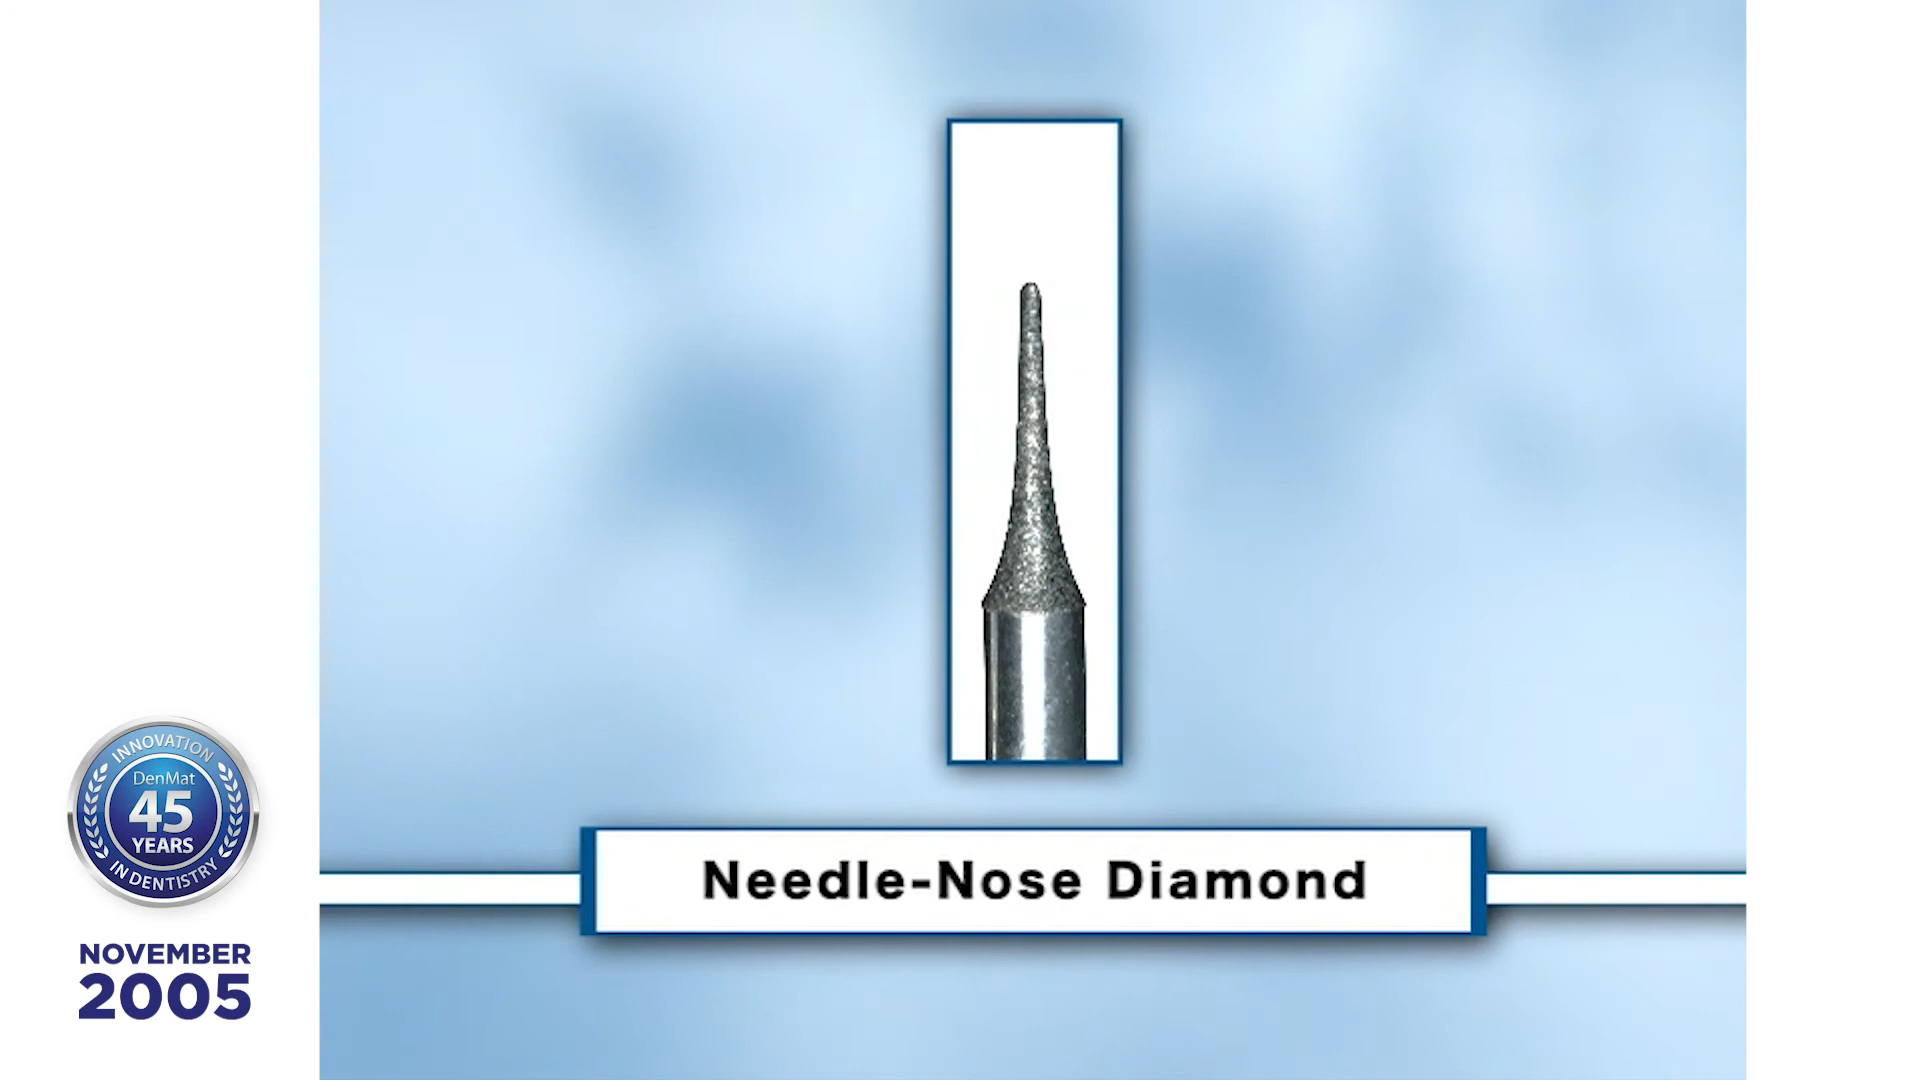 Needle-Nose Diamond
INNOVATION
DenMat
45
YEARS
IN DENTISTRY
NOVEMBER
2005